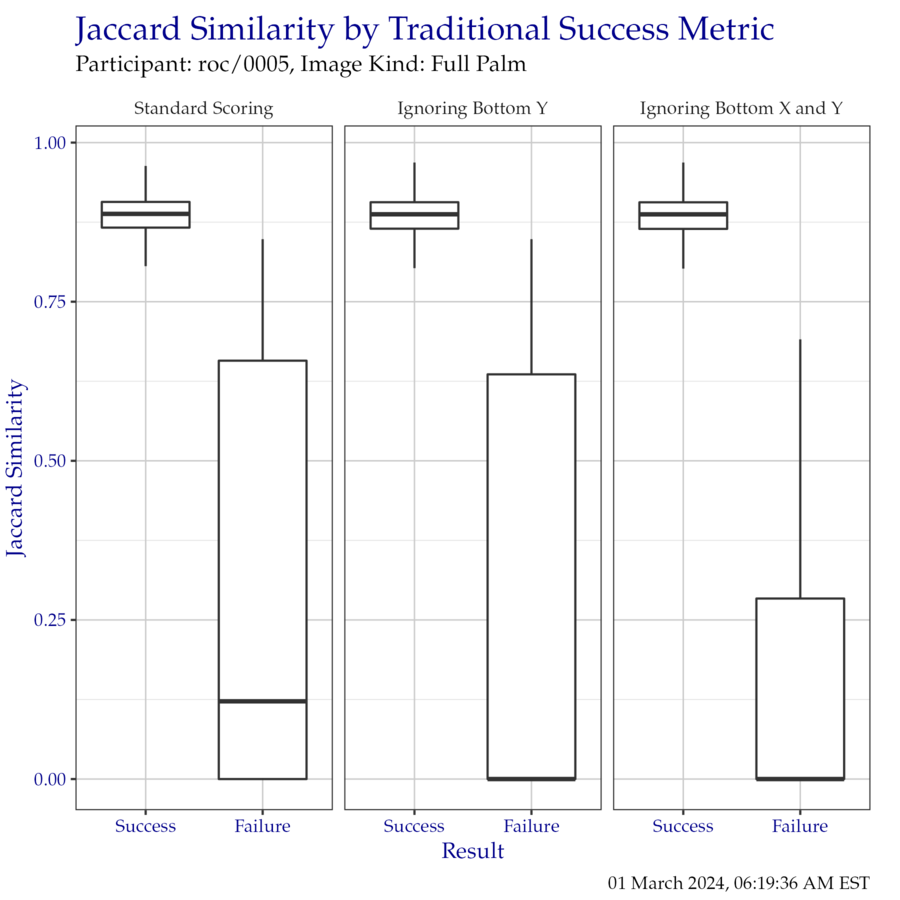 Jaccard Similarity by Traditional Success Metric
Participant: roc/0005, Image Kind: Full Palm
Standard Scoring
Ignoring Bottom Y
Ignoring Bottom X and Y
1.00
0.75
0.50
0.25
0.00
Jaccard Similarity
Success
Failure
Success
Failure
Success
Failure
Result
01 March 2024, 06:19:36 AM EST